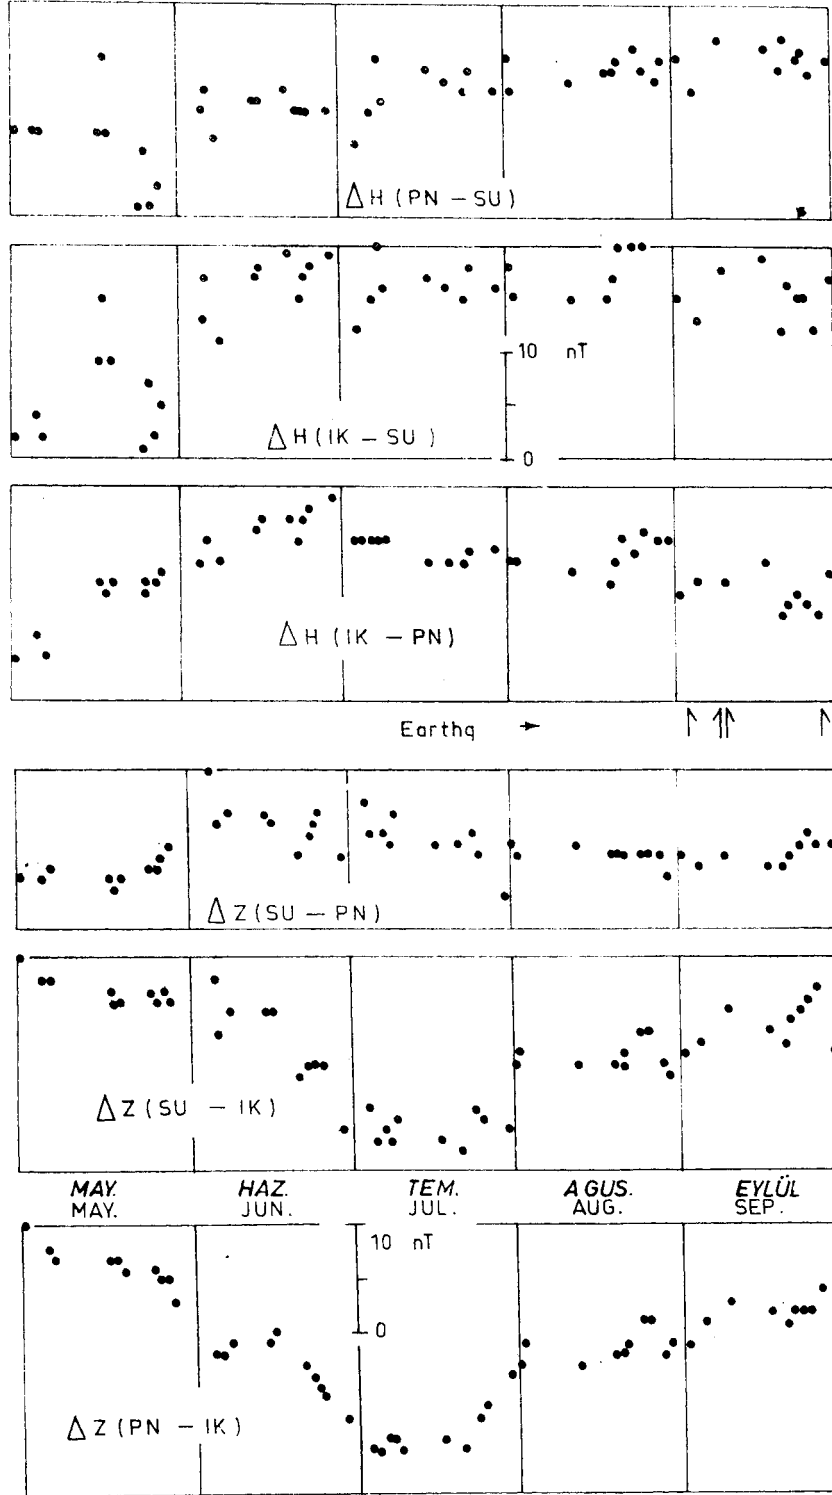 ΔH (PN – SU)
10 nT
ΔH (IK – SU)
0
ΔH (IK – PN)
Earthq →
ΔZ (SU – PN)
ΔZ (SU – IK)
MAY. HAZ. TEM. AGUS. EYLÜL
MAY. JUN. JUL. AUG. SEP.
10 nT
0
ΔZ (PN – IK)